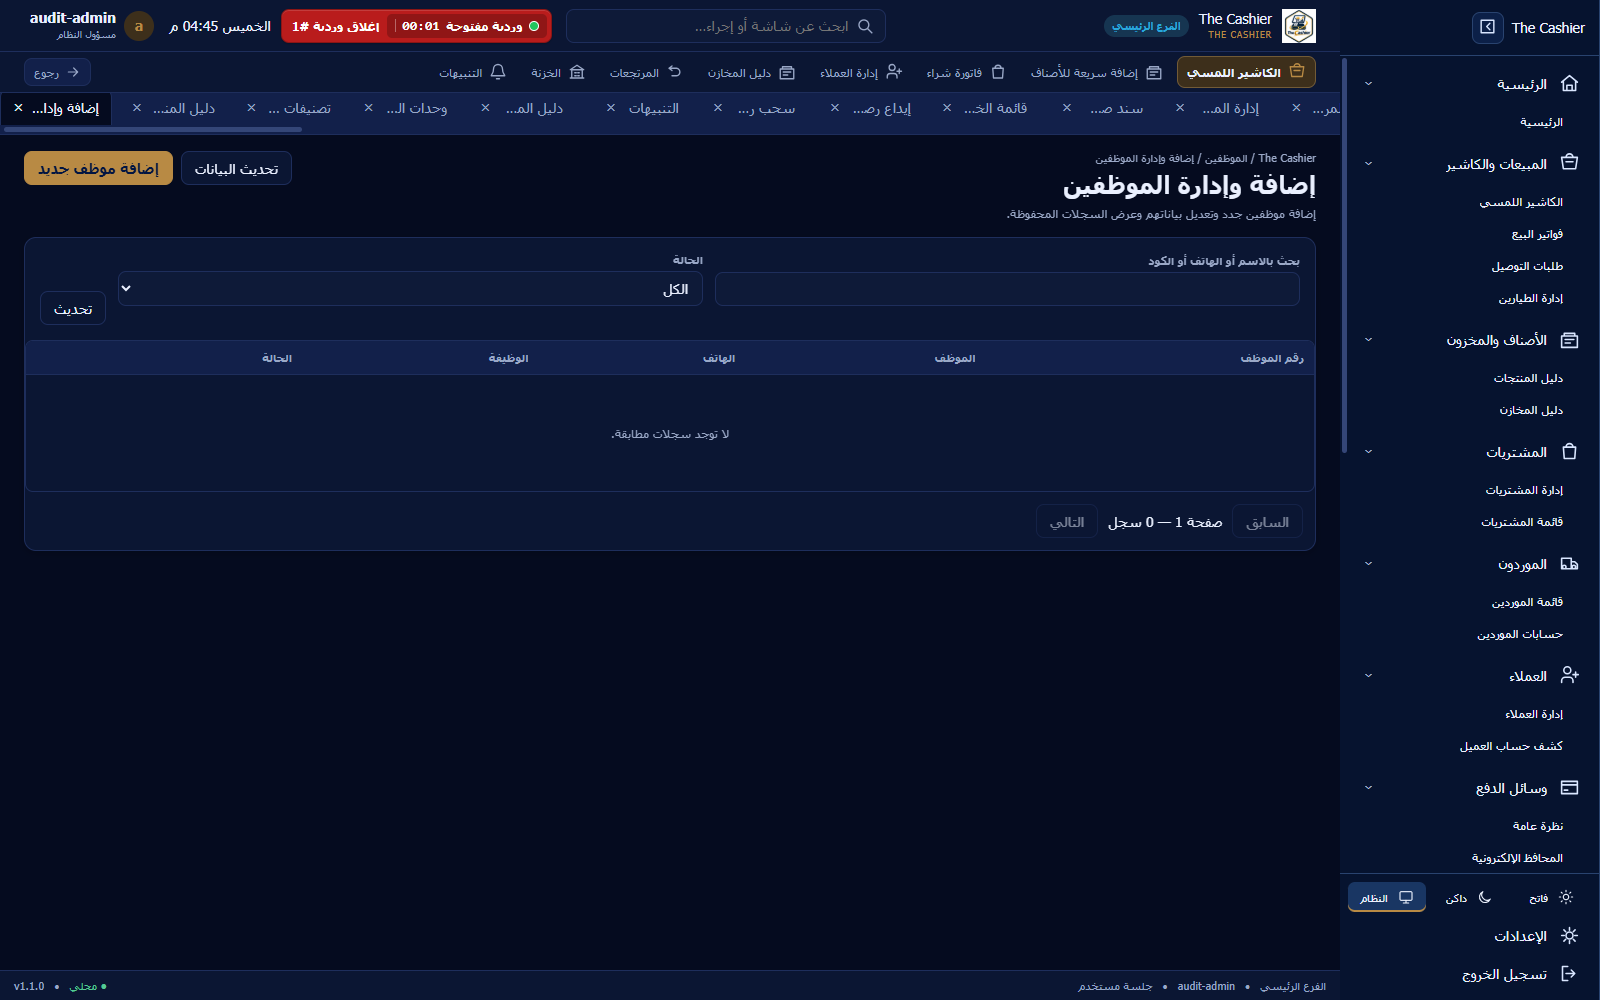 The Cashier
الرئيسية
الرئيسية
المبيعات والكاشير
الكاشير اللمسي
فواتير البيع
طلبات التوصيل
إدارة الطيارين
الأصناف والمخزون
دليل المنتجات
دليل المخازن
المشتريات
إدارة المشتريات
قائمة المشتريات
الموردون
قائمة الموردين
حسابات الموردين
العملاء
إدارة العملاء
كشف حساب العميل
وسائل الدفع
نظرة عامة
المحافظ الإلكترونية
فاتح داكن النظام
الإعدادات
تسجيل الخروج
The Cashier
THE CASHIER
الفرع الرئيسي
ابحث عن شاشة أو إجراء...
وردية مفتوحة 00:01 إغلاق وردية #1
الخميس 04:45 م
a
audit-admin
مسؤول النظام
الكاشير اللمسي
إضافة سريعة للأصناف
فاتورة شراء
إدارة العملاء
دليل المخازن
المرتجعات
الخزنة
التنبيهات
رجوع
المر... ×
إدارة الم... ×
سند ص... ×
قائمة الخ... ×
إيداع رص... ×
سحب ر... ×
التنبيهات ×
دليل الم... ×
وحدات ال... ×
تصنيفات ... ×
دليل المن... ×
إضافة وإدا... ×
The Cashier / الموظفين / إضافة وإدارة الموظفين
إضافة وإدارة الموظفين
إضافة موظفين جدد وتعديل بياناتهم وعرض السجلات المحفوظة.
تحديث البيانات
إضافة موظف جديد
بحث بالاسم أو الهاتف أو الكود
الحالة
الكل
تحديث
رقم الموظف الموظف الهاتف الوظيفة الحالة
لا توجد سجلات مطابقة.
السابق صفحة 1 — 0 سجل التالي
الفرع الرئيسي • audit-admin • جلسة مستخدم
محلي • v1.1.0